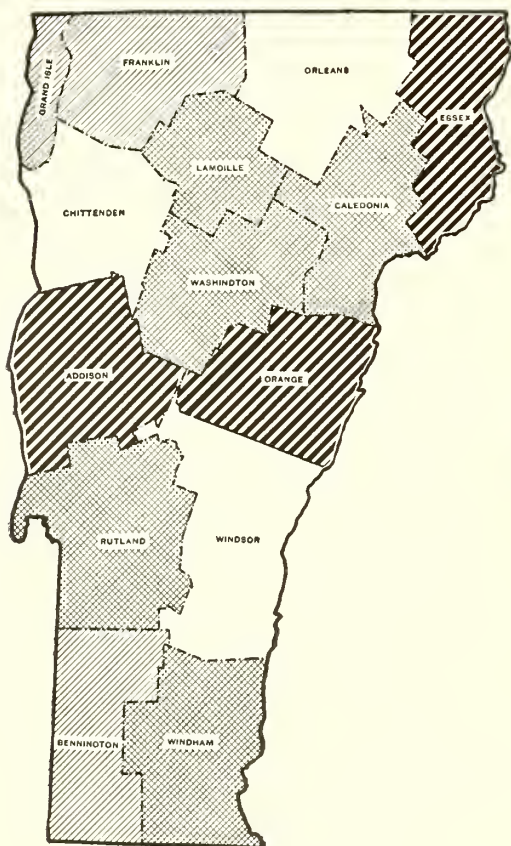 GRAND ISLE
FRANKLIN
ORLEANS
ESSEX
LAMOILLE
CALEDONIA
CHITTENDEN
WASHINGTON
ADDISON
ORANGE
RUTLAND
WINDSOR
BENNINGTON
WINDHAM